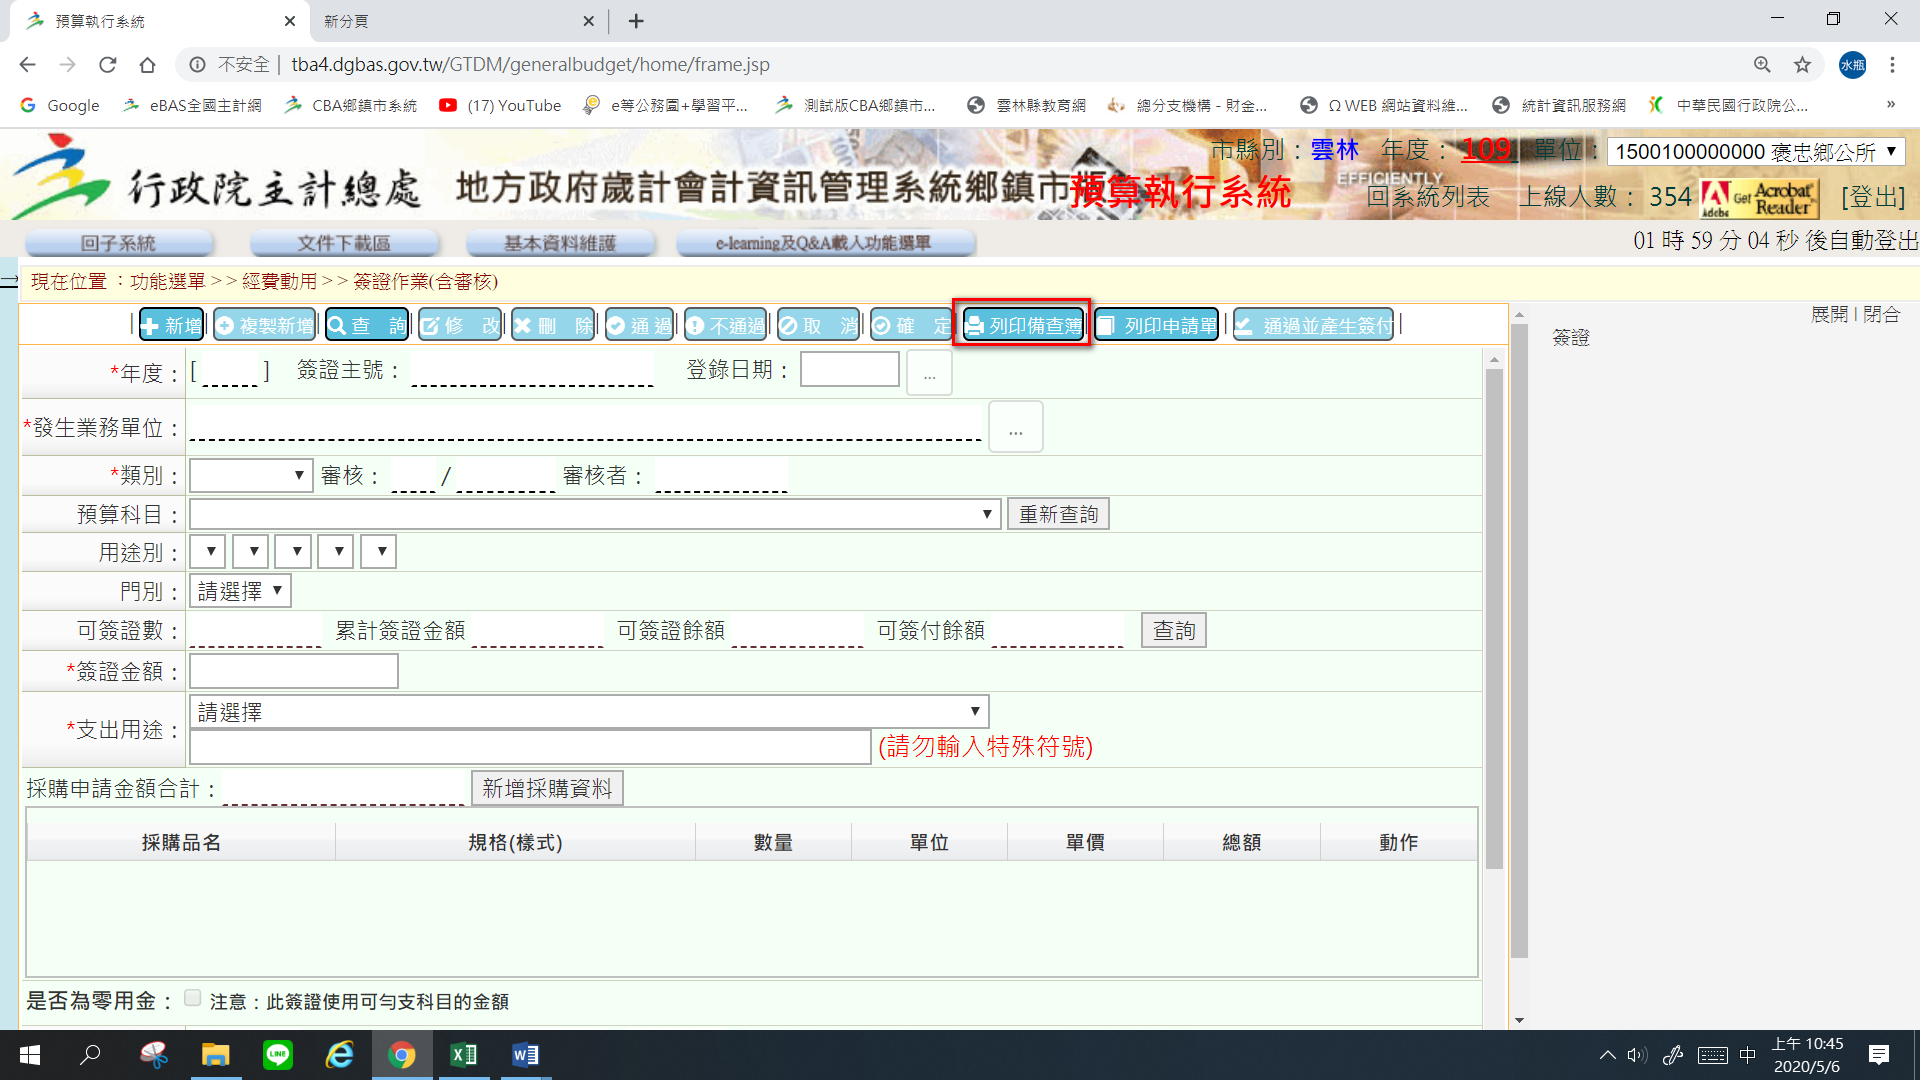 預算執行系統
新分頁
不安全 | tba4.dgbas.gov.tw/GTDM/generalbudget/home/frame.jsp
水瓶
Google eBAS全國主計網 CBA鄉鎮市系統 (17) YouTube e等公務園+學習平... 測試版CBA鄉鎮市... 雲林縣教育網 總分支機構 - 財金... Ω WEB 網站資料維... 統計資訊服務網 中華民國行政院公... »
行政院主計總處 地方政府歲計會計資訊管理系統鄉鎮市
預算執行系統
EFFICIENTLY
市縣別：雲林 年度：109 單位：1500100000000 褒忠鄉公所
回系統列表 上線人數：354 Adobe Get Acrobat Reader [登出]
回子系統 文件下載區 基本資料維護 e-learning及Q&A載入功能選單
01 時 59 分 04 秒 後自動登出
現在位置：功能選單>>經費動用>>簽證作業(含審核)
新增 複製新增 查 詢 修 改 刪 除 通 過 不通過 取 消 確 定 列印備查簿 列印申請單 通過並產生簽付
展開 | 閉合
簽證
*年度：[ ] 簽證主號： 登錄日期： ...
*發生業務單位： ...
*類別： 審核： / 審核者：
預算科目： 重新查詢
用途別：
門別：請選擇
可簽證數： 累計簽證金額 可簽證餘額 可簽付餘額 查詢
*簽證金額：
*支出用途：請選擇
(請勿輸入特殊符號)
採購申請金額合計： 新增採購資料
採購品名 規格(樣式) 數量 單位 單價 總額 動作
是否為零用金： 注意：此簽證使用可勻支科目的金額
LINE
中
上午 10:45
2020/5/6